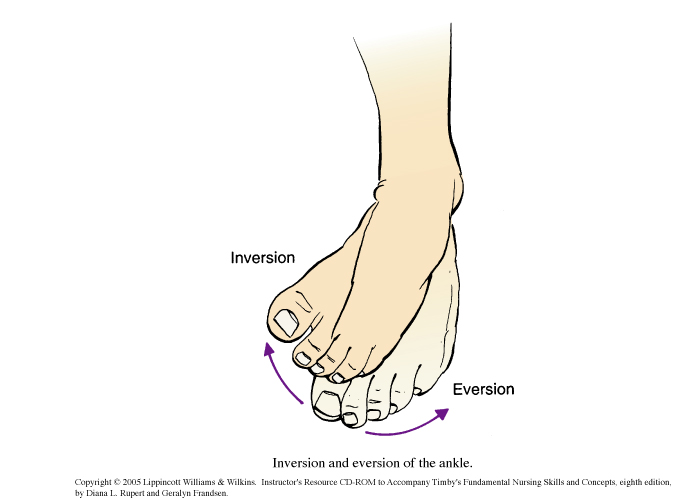 Inversion
Eversion
Inversion and eversion of the ankle.
Copyright © 2005 Lippincott Williams & Wilkins.  Instructor's Resource CD-ROM to Accompany Timby's Fundamental Nursing Skills and Concepts, eighth edition,
by Diana L. Rupert and Geralyn Frandsen.